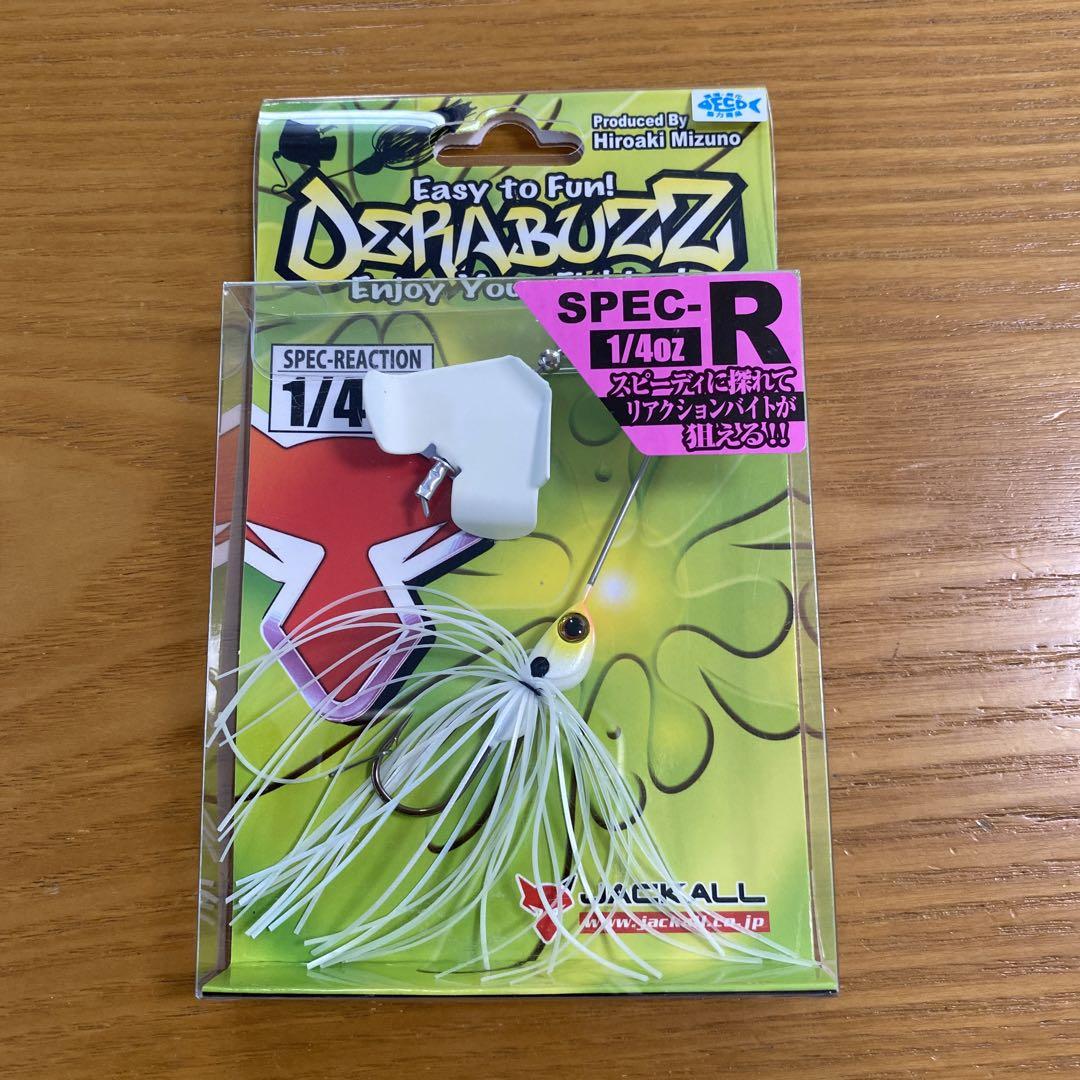 Produced By
Hiroaki Mizuno
Easy to Fun!
DERABUZZ
Enjoy You
SPEC-R
1/4oz
スピーディに探れて
リアクションバイトが
狙える!!
SPEC-REACTION
1/4
JACKALL
www.jackall.co.jp